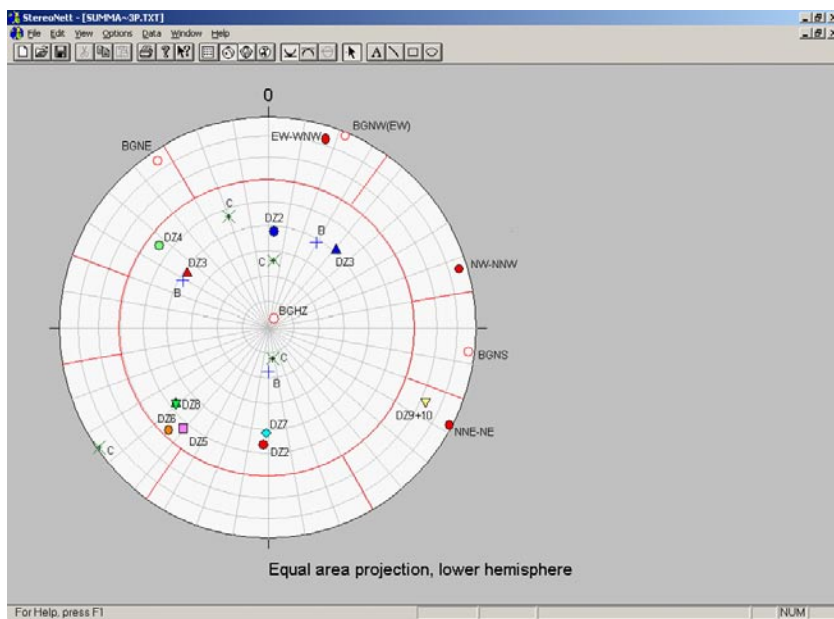 StereoNett - [SUMMA~3P.TXT]
File Edit View Options Data Window Help
A
0
BGNW(EW)
EW-WNW
BGNE
C
DZ2
B
DZ4
DZ3
C
DZ3
NW-NNW
B
BGHZ
BGNS
C
B
DZ8
DZ9+10
DZ6
DZ7
NNE-NE
DZ5
DZ2
C
Equal area projection, lower hemisphere
For Help, press F1
NUM